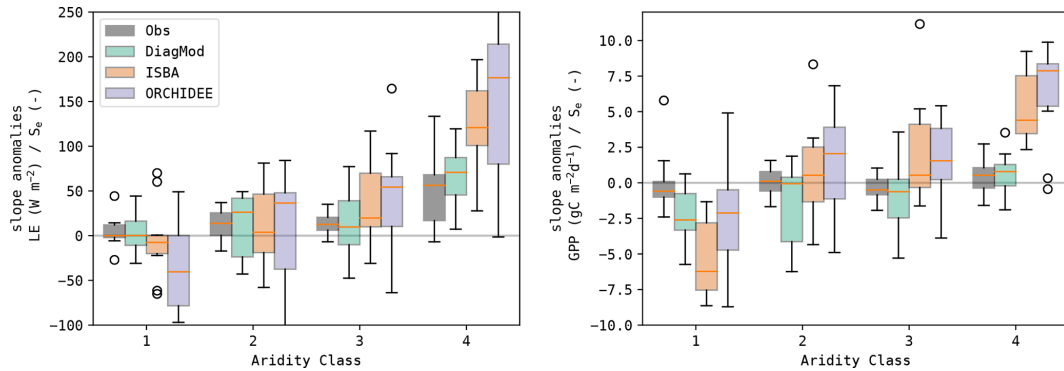 slope anomalies
LE (W m⁻²) / Sₑ (-)
250
200
150
100
50
0
−50
−100
Obs
DiagMod
ISBA
ORCHIDEE
1 2 3 4
Aridity Class
slope anomalies
GPP (gC m⁻²d⁻¹) / Sₑ (-)
10.0
7.5
5.0
2.5
0.0
−2.5
−5.0
−7.5
−10.0
1 2 3 4
Aridity Class